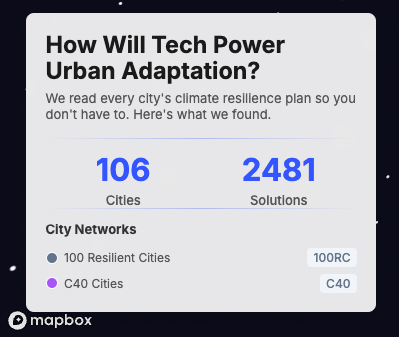 How Will Tech Power
Urban Adaptation?
We read every city's climate resilience plan so you
don't have to. Here's what we found.
106 2481
Cities Solutions
City Networks
100 Resilient Cities 100RC
C40 Cities C40
mapbox